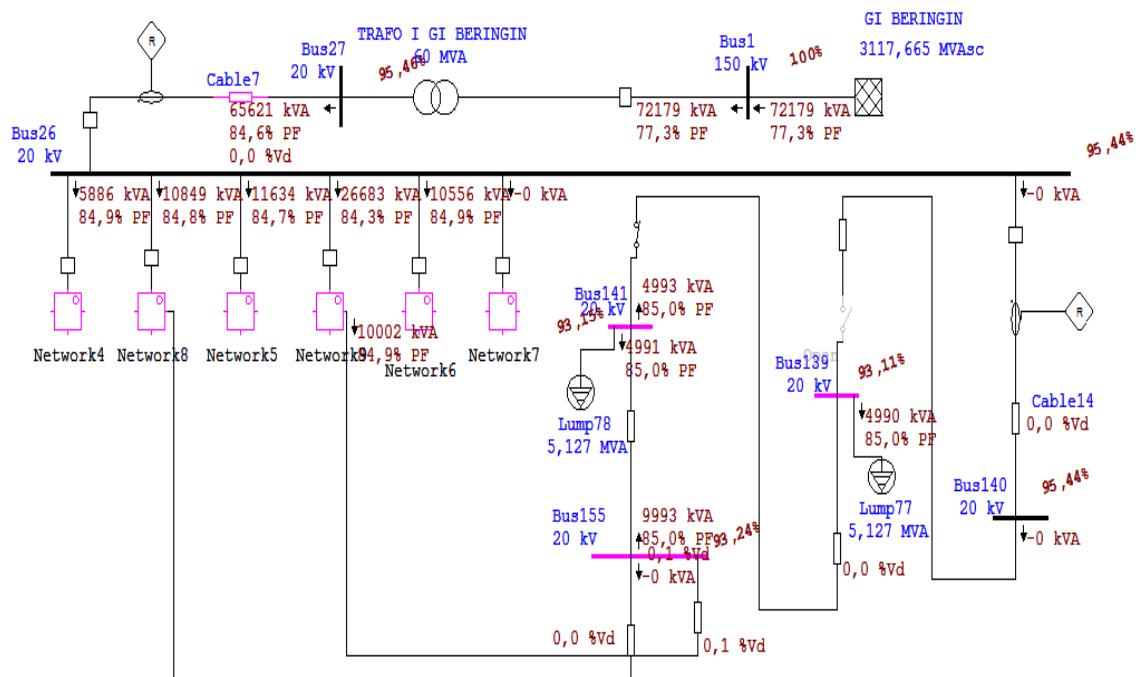 R
TRAFO I GI BERINGIN
60 MVA
GI BERINGIN
3117,665 MVAsc
Bus27
20 kV
95,46%
Bus1
150 kV
100%
Cable7
65621 kVA
84,6% PF
0,0 %Vd
72179 kVA
77,3% PF
72179 kVA
77,3% PF
Bus26
20 kV
95,44%
5886 kVA
84,9% PF
10849 kVA
84,8% PF
11634 kVA
84,7% PF
26683 kVA
84,3% PF
10556 kVA
84,9% PF
-0 kVA
-0 kVA
Bus141
20 kV
93,15%
4993 kVA
85,0% PF
4991 kVA
85,0% PF
R
10002 kVA
84,9% PF
Network4
Network8
Network5
Network9
Network6
Network7
Open
Bus139
20 kV
93,11%
4990 kVA
85,0% PF
Cable14
0,0 %Vd
Lump78
5,127 MVA
Lump77
5,127 MVA
Bus140
20 kV
95,44%
-0 kVA
Bus155
20 kV
9993 kVA
85,0% PF
93,24%
0,1 %Vd
-0 kVA
0,0 %Vd
0,0 %Vd
0,1 %Vd